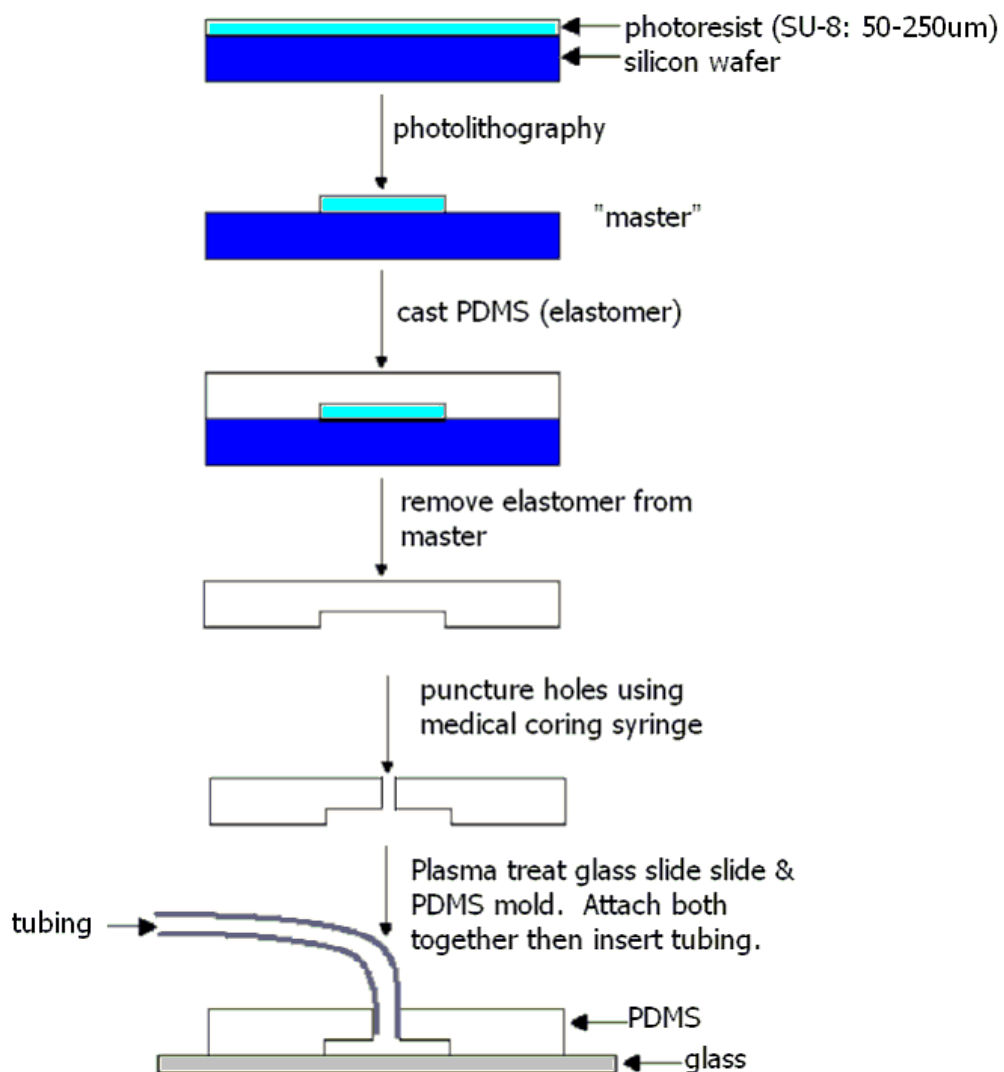 photoresist (SU-8: 50-250um)
silicon wafer
photolithography
"master"
cast PDMS (elastomer)
remove elastomer from
master
puncture holes using
medical coring syringe
Plasma treat glass slide slide &
PDMS mold.  Attach both
together then insert tubing.
tubing
PDMS
glass